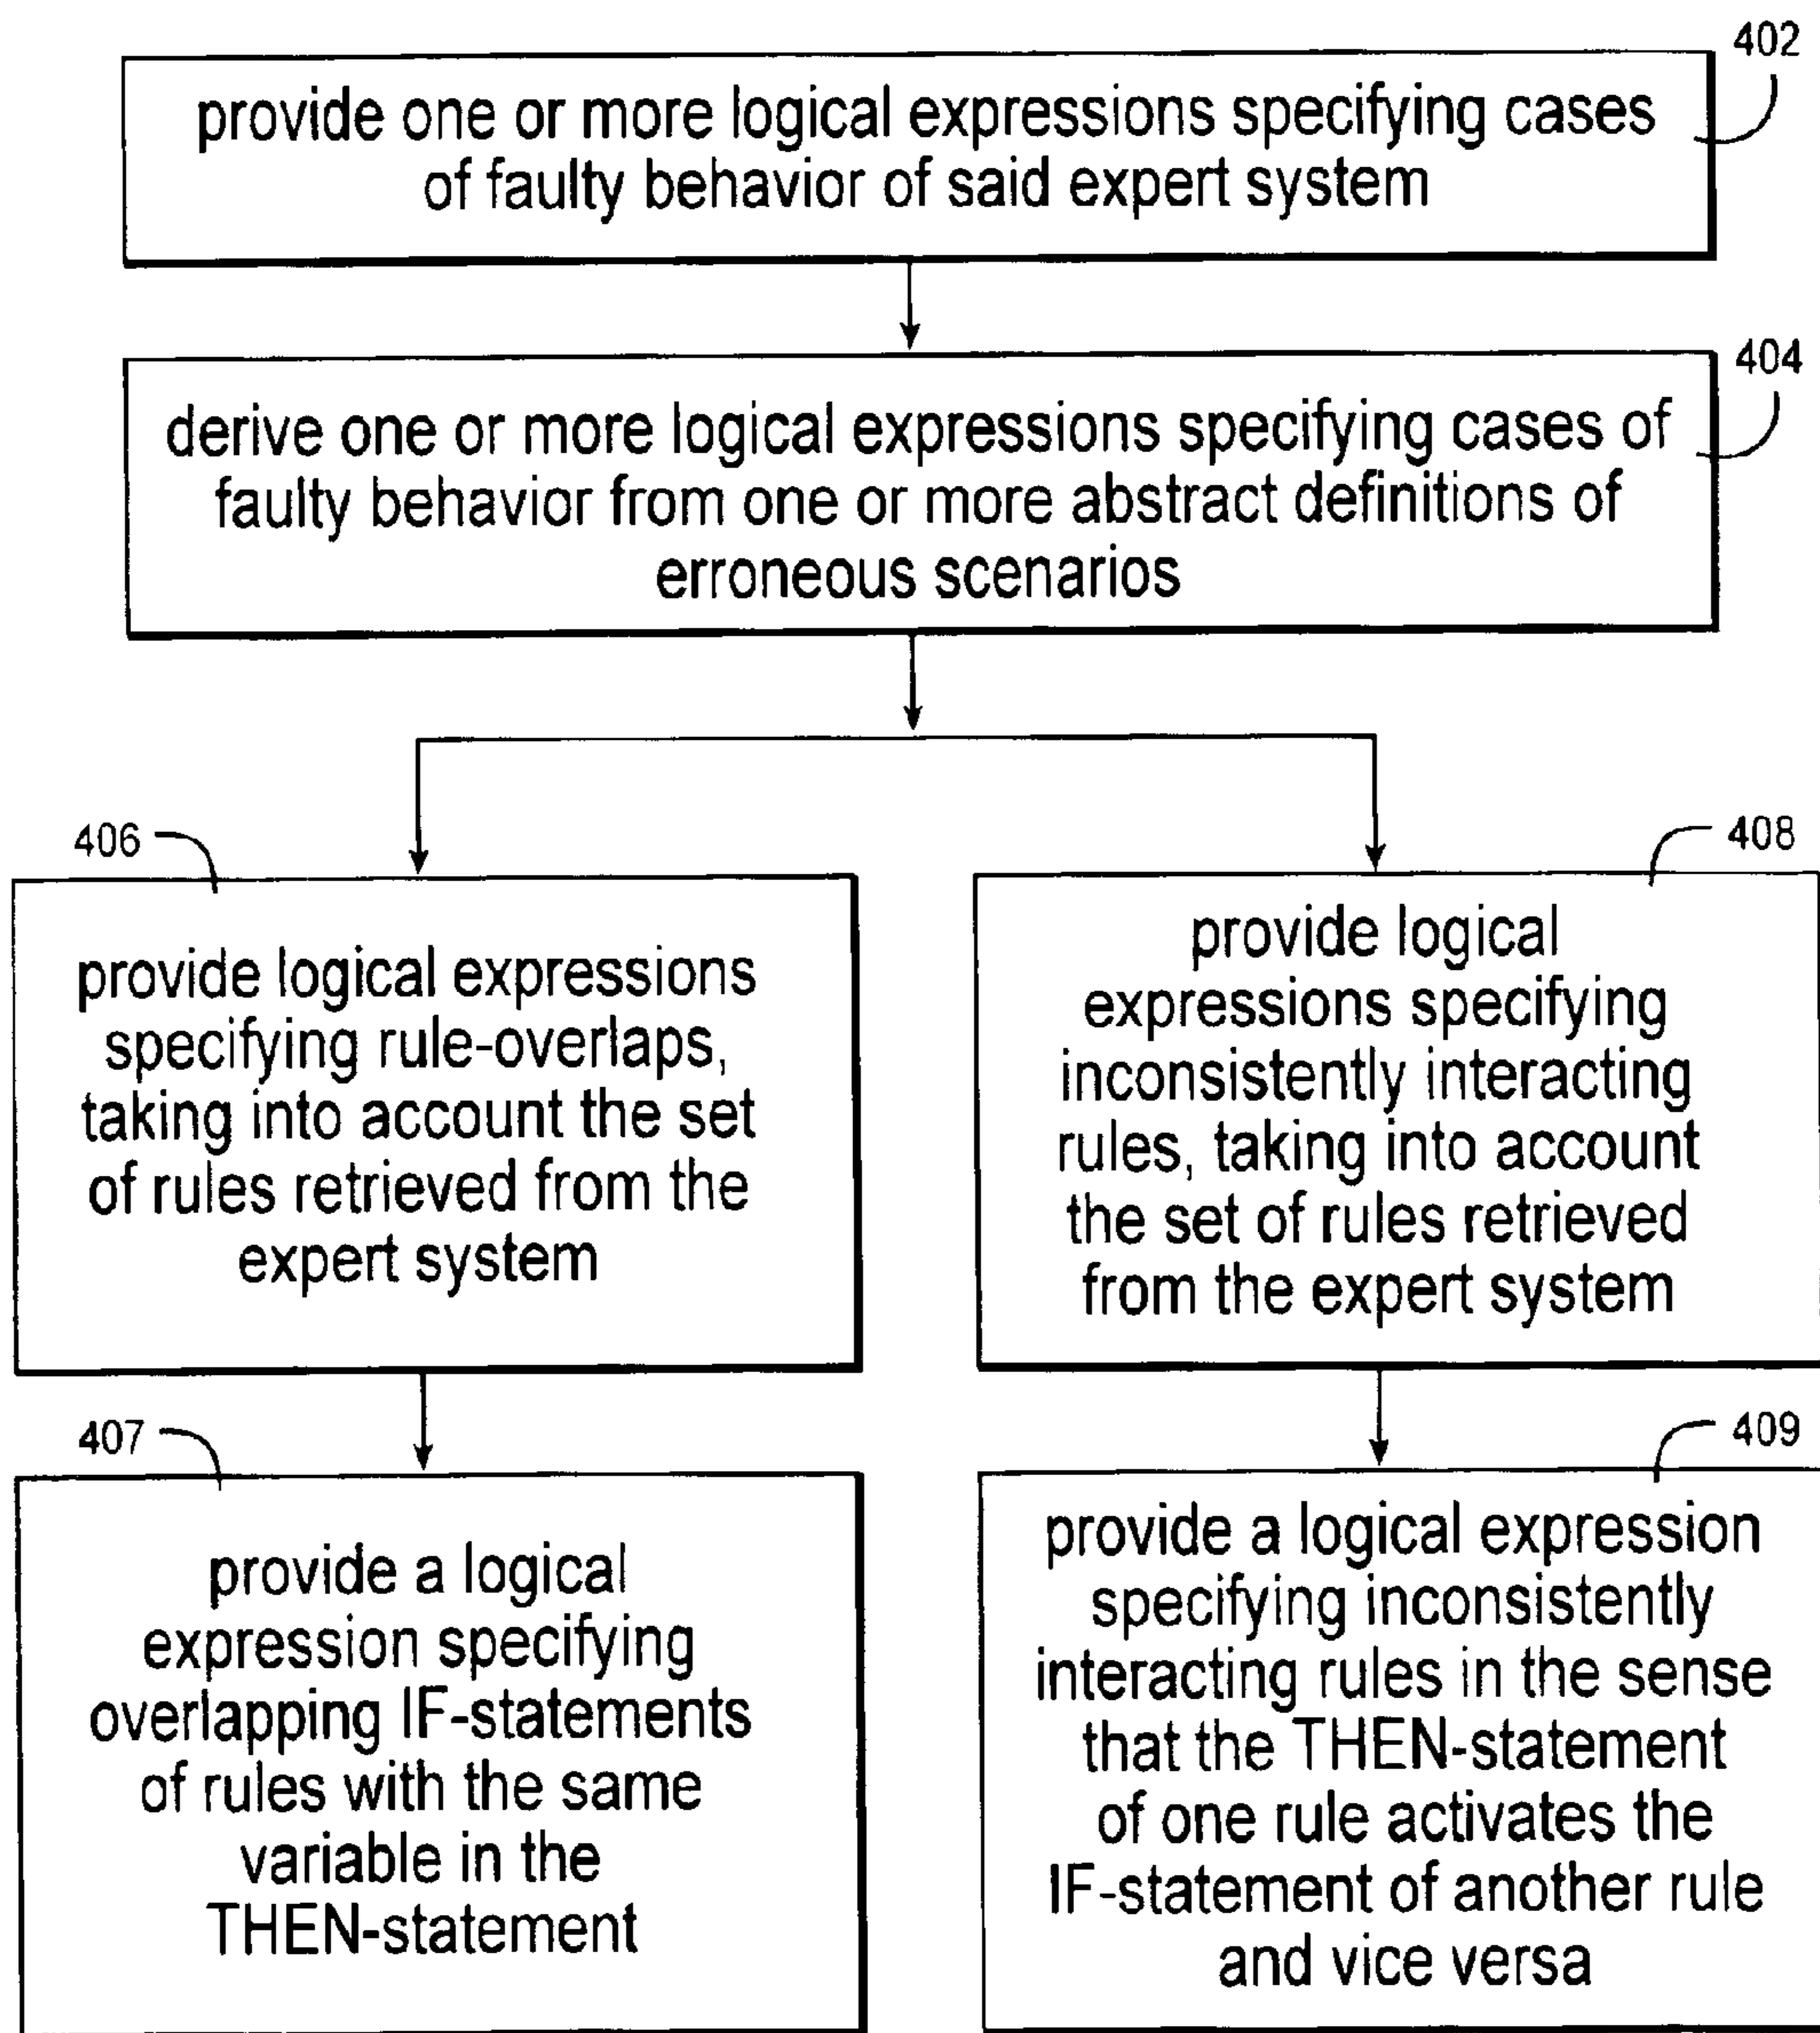 402
provide one or more logical expressions specifying cases
of faulty behavior of said expert system
404
derive one or more logical expressions specifying cases of
faulty behavior from one or more abstract definitions of
erroneous scenarios
406
provide logical expressions
specifying rule-overlaps,
taking into account the set
of rules retrieved from the
expert system
408
provide logical
expressions specifying
inconsistently interacting
rules, taking into account
the set of rules retrieved
from the expert system
407
provide a logical
expression specifying
overlapping IF-statements
of rules with the same
variable in the
THEN-statement
409
provide a logical expression
specifying inconsistently
interacting rules in the sense
that the THEN-statement
of one rule activates the
IF-statement of another rule
and vice versa